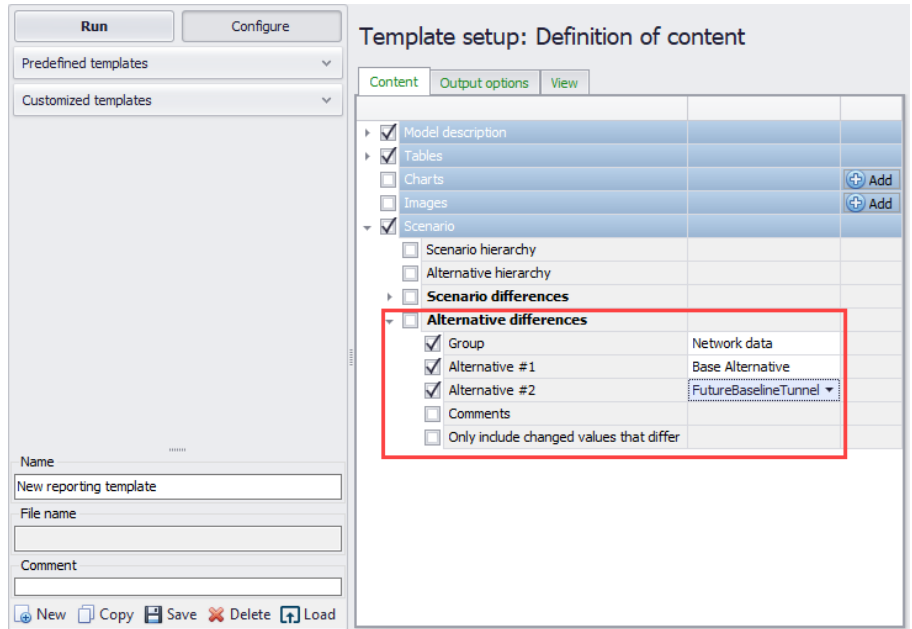 Run
Configure
Predefined templates
Customized templates
Name
New reporting template
File name
Comment
New Copy Save Delete Load
Template setup: Definition of content
Content Output options View
Model description
Tables
Charts Add
Images Add
Scenario
Scenario hierarchy
Alternative hierarchy
Scenario differences
Alternative differences
Group Network data
Alternative #1 Base Alternative
Alternative #2 FutureBaselineTunnel
Comments
Only include changed values that differ